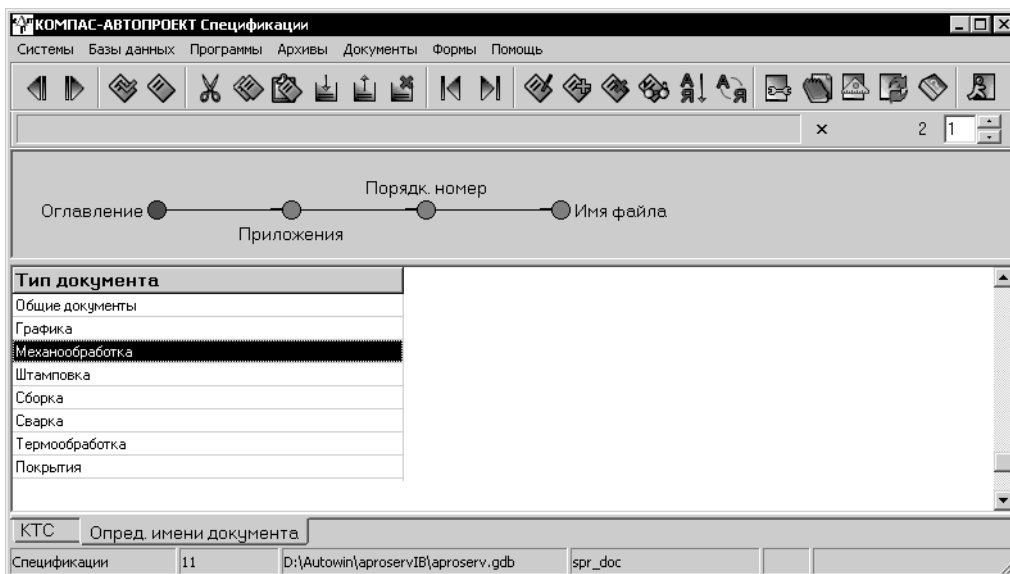 КОМПАС-АВТОПРОЕКТ Спецификации
Системы Базы данных Программы Архивы Документы Формы Помощь
× 2 1
Порядк. номер
Оглавление Имя файла
Приложения
Тип документа
Общие документы
Графика
Механообработка
Штамповка
Сборка
Сварка
Термообработка
Покрытия
КТС Опред. имени документа
Спецификации 11 D:\Autowin\aproservIB\aproserv.gdb spr_doc